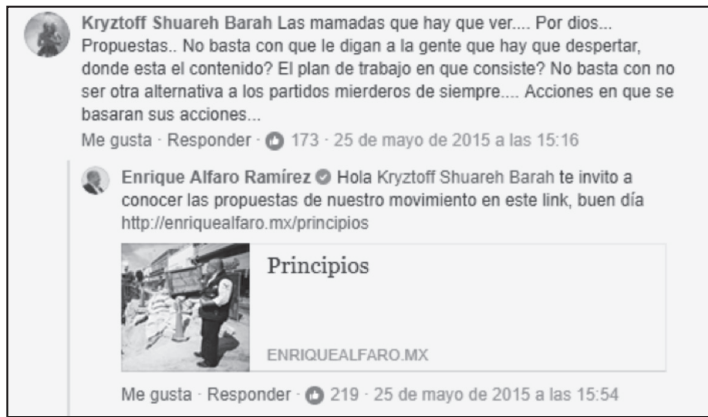 Kryztoff Shuareh Barah Las mamadas que hay que ver.... Por dios...
Propuestas.. No basta con que le digan a la gente que hay que despertar,
donde esta el contenido? El plan de trabajo en que consiste? No basta con no
ser otra alternativa a los partidos mierderos de siempre.... Acciones en que se
basaran sus acciones...
Me gusta · Responder · 173 · 25 de mayo de 2015 a las 15:16
Enrique Alfaro Ramírez Hola Kryztoff Shuareh Barah te invito a
conocer las propuestas de nuestro movimiento en este link, buen día
http://enriquealfaro.mx/principios
Principios
ENRIQUEALFARO.MX
Me gusta · Responder · 219 · 25 de mayo de 2015 a las 15:54